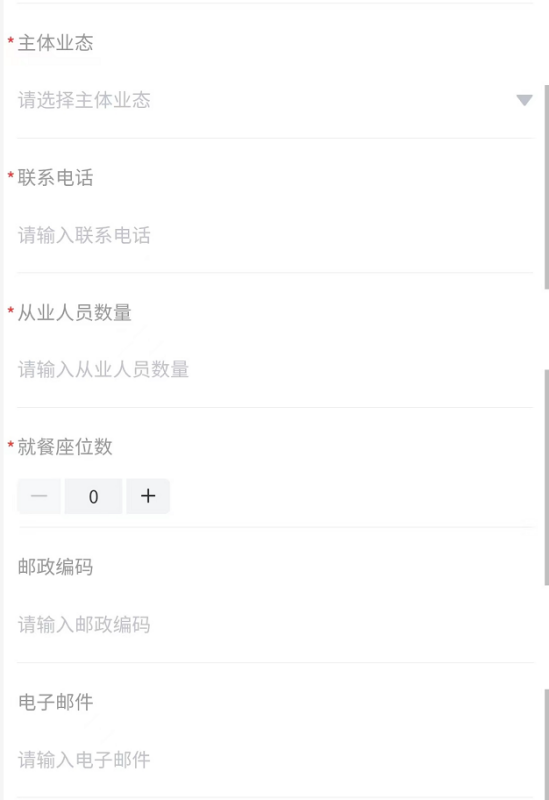 *主体业态
请选择主体业态
*联系电话
请输入联系电话
*从业人员数量
请输入从业人员数量
*就餐座位数
— 0 +
邮政编码
请输入邮政编码
电子邮件
请输入电子邮件